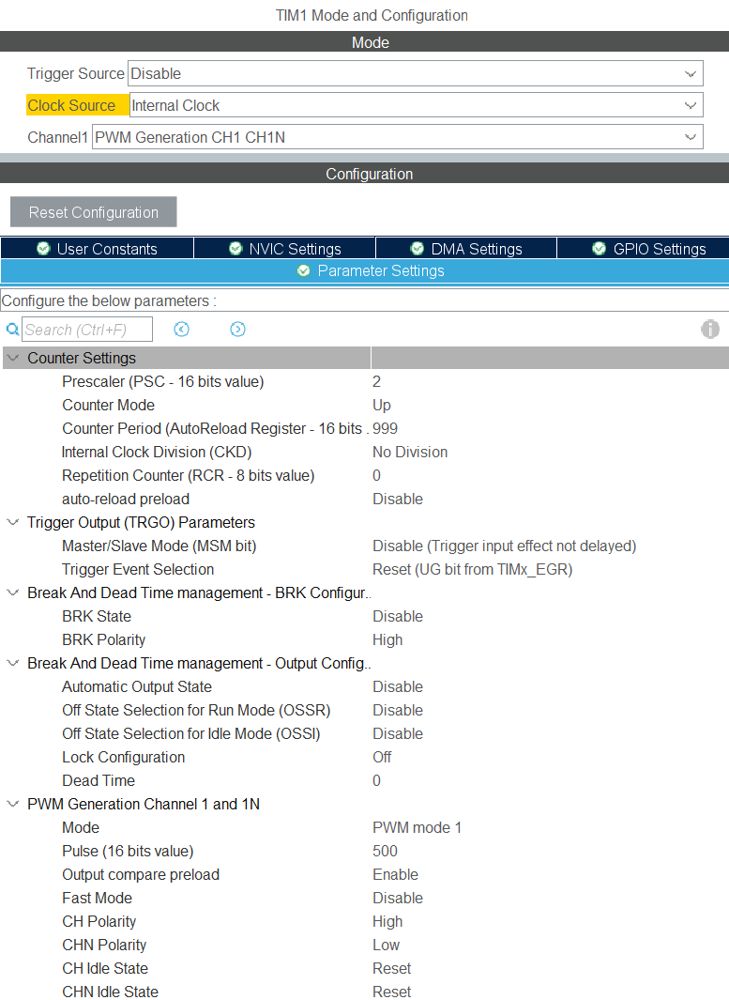 TIM1 Mode and Configuration
Mode
Trigger Source Disable
Clock Source Internal Clock
Channel1 PWM Generation CH1 CH1N
Configuration
Reset Configuration
User Constants NVIC Settings DMA Settings GPIO Settings
Parameter Settings
Configure the below parameters :
Search (Ctrl+F)
Counter Settings
Prescaler (PSC - 16 bits value) 2
Counter Mode Up
Counter Period (AutoReload Register - 16 bits . 999
Internal Clock Division (CKD) No Division
Repetition Counter (RCR - 8 bits value) 0
auto-reload preload Disable
Trigger Output (TRGO) Parameters
Master/Slave Mode (MSM bit) Disable (Trigger input effect not delayed)
Trigger Event Selection Reset (UG bit from TIMx_EGR)
Break And Dead Time management - BRK Configur..
BRK State Disable
BRK Polarity High
Break And Dead Time management - Output Config..
Automatic Output State Disable
Off State Selection for Run Mode (OSSR) Disable
Off State Selection for Idle Mode (OSSI) Disable
Lock Configuration Off
Dead Time 0
PWM Generation Channel 1 and 1N
Mode PWM mode 1
Pulse (16 bits value) 500
Output compare preload Enable
Fast Mode Disable
CH Polarity High
CHN Polarity Low
CH Idle State Reset
CHN Idle State Reset